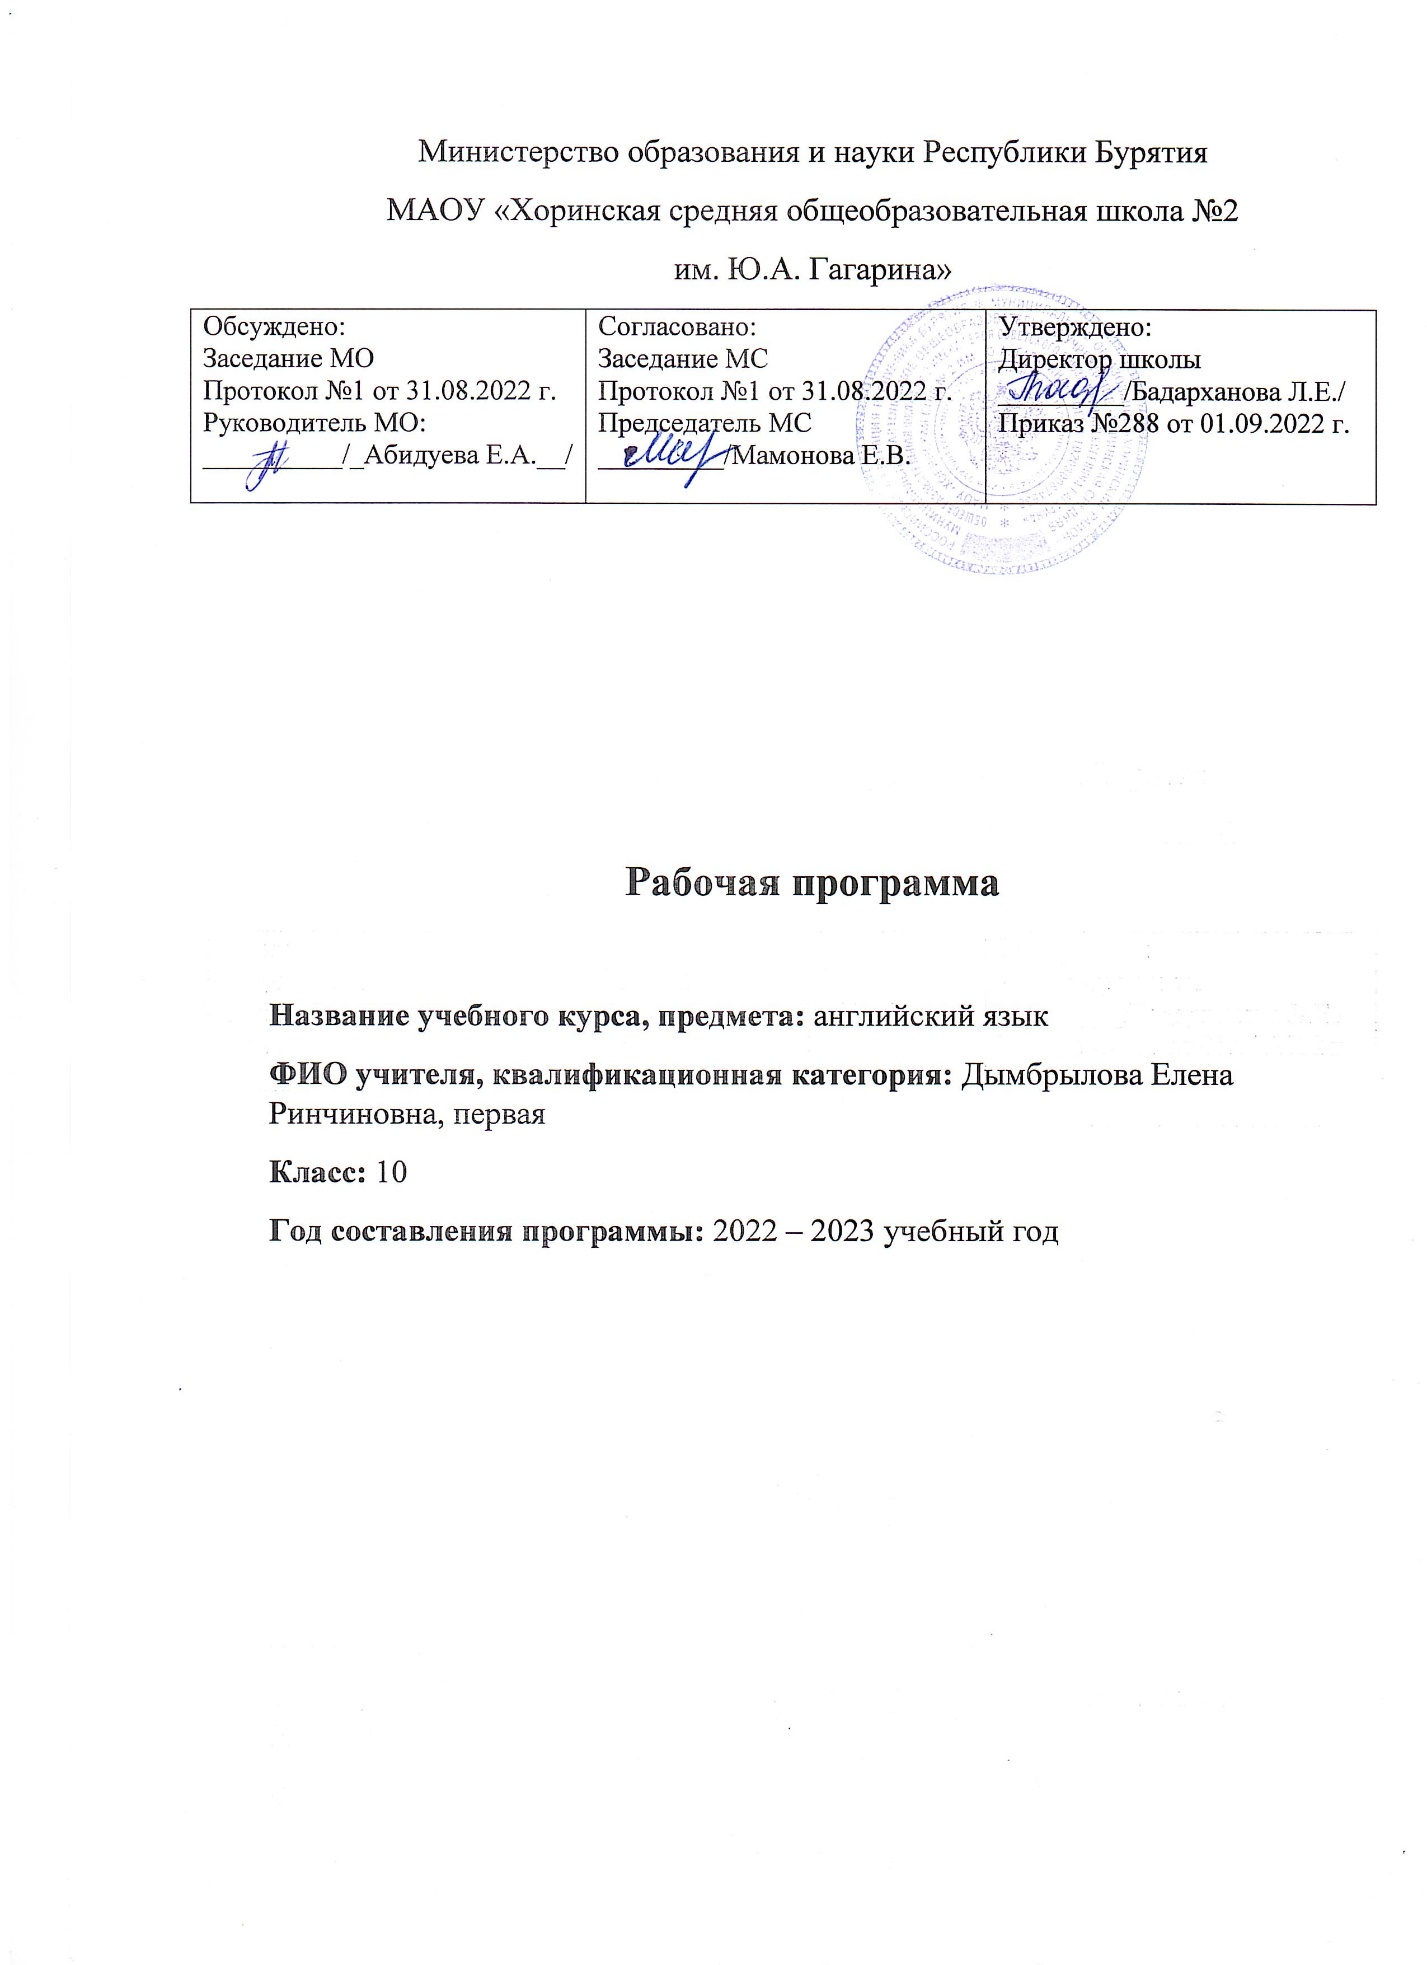 Министерство образования и науки Республики Бурятия
МАОУ «Хоринская средняя общеобразовательная школа №2
им. Ю.А. Гагарина»
Обсуждено:
Заседание МО
Протокол №1 от 31.08.2022 г.
Руководитель МО:
____________/_Абидуева Е.А.__/
Согласовано:
Заседание МС
Протокол №1 от 31.08.2022 г.
Председатель МС
_________/Мамонова Е.В.
Утверждено:
Директор школы
_________/Бадарханова Л.Е./
Приказ №288 от 01.09.2022 г.
Рабочая программа
Название учебного курса, предмета: английский язык
ФИО учителя, квалификационная категория: Дымбрылова Елена
Ринчиновна, первая
Класс: 10
Год составления программы: 2022 – 2023 учебный год